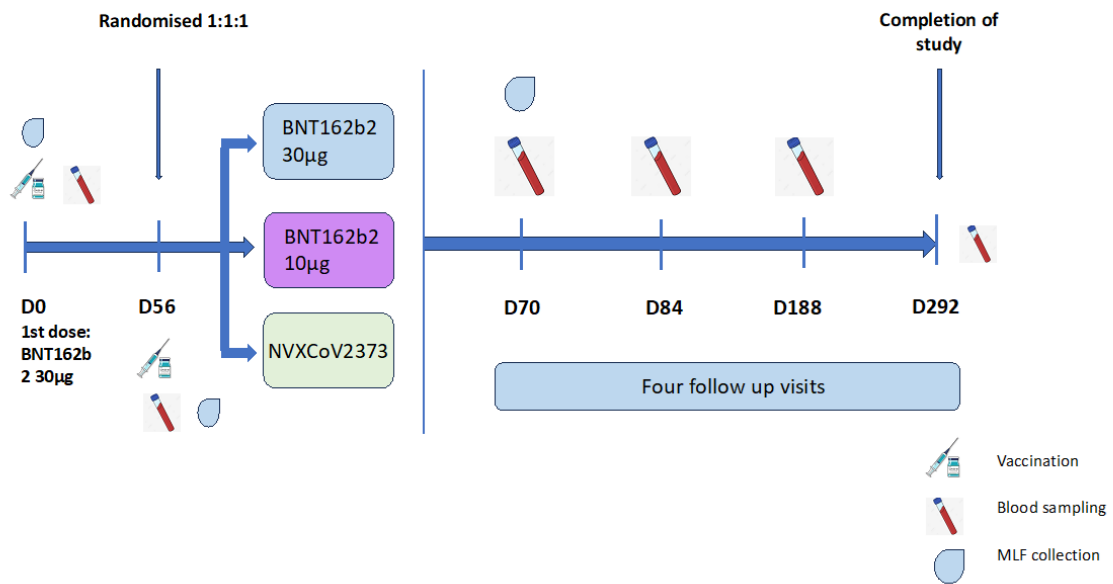 Randomised 1:1:1
Completion of
study
BNT162b2
30µg
BNT162b2
10µg
NVXCoV2373
D0
1st dose:
BNT162b
2 30µg
D56
D70
D84
D188
D292
Four follow up visits
Vaccination
Blood sampling
MLF collection